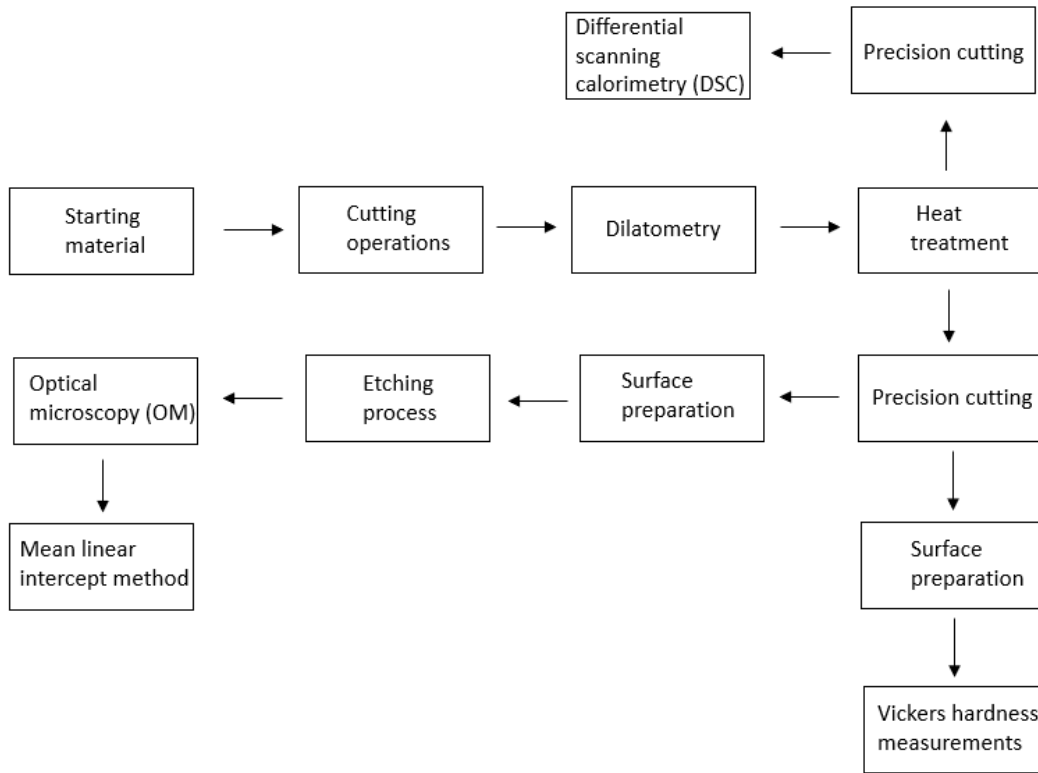 Differential
scanning
calorimetry (DSC)
Precision cutting
Starting
material
Cutting
operations
Dilatometry
Heat
treatment
Optical
microscopy (OM)
Etching
process
Surface
preparation
Precision cutting
Mean linear
intercept method
Surface
preparation
Vickers hardness
measurements